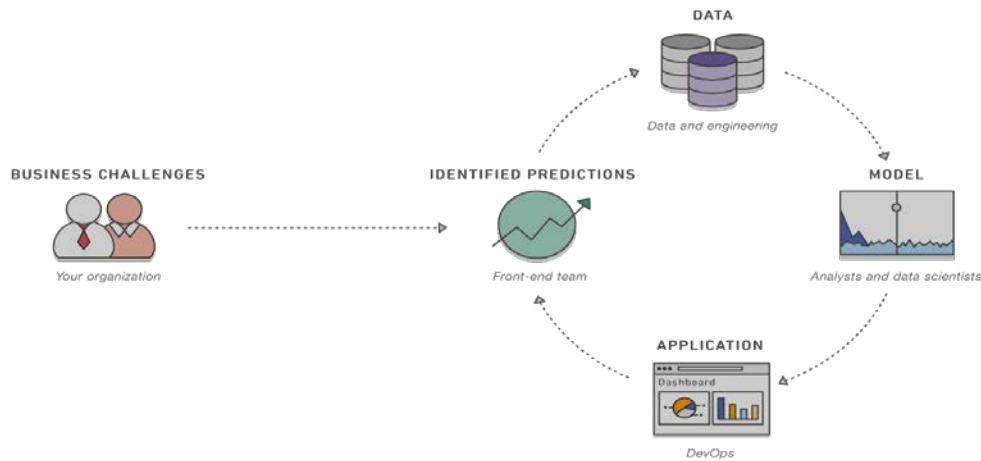 DATA
Data and engineering
BUSINESS CHALLENGES
Your organization
IDENTIFIED PREDICTIONS
Front-end team
MODEL
Analysts and data scientists
APPLICATION
Dashboard
DevOps